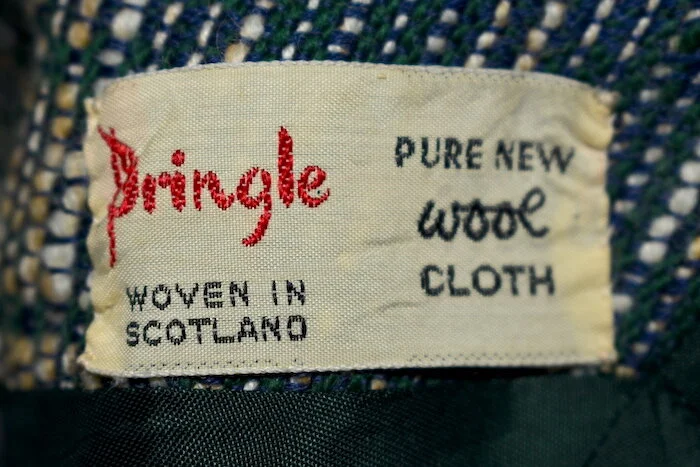 Pringle
WOVEN IN
SCOTLAND
PURE NEW
wool
CLOTH